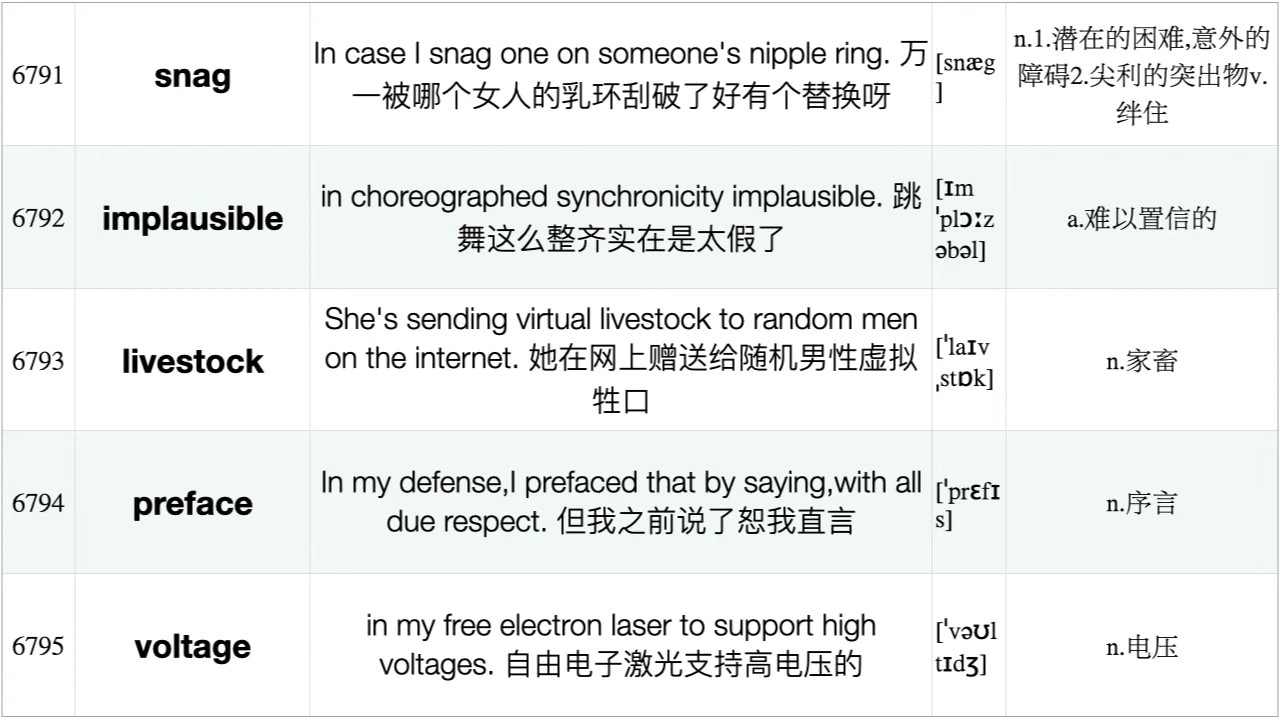 6791
snag
In case I snag one on someone's nipple ring. 万
一被哪个女人的乳环刮破了好有个替换呀
[snæg
]
n.1.潜在的困难,意外的
障碍2.尖利的突出物v.
绊住
6792
implausible
in choreographed synchronicity implausible. 跳
舞这么整齐实在是太假了
[ɪm
ˈplɔːz
əbəl]
a.难以置信的
6793
livestock
She's sending virtual livestock to random men
on the internet. 她在网上赠送给随机男性虚拟
牲口
[ˈlaɪv
ˌstɒk]
n.家畜
6794
preface
In my defense,I prefaced that by saying,with all
due respect. 但我之前说了恕我直言
[ˈprɛfɪ
s]
n.序言
6795
voltage
in my free electron laser to support high
voltages. 自由电子激光支持高电压的
[ˈvəʊl
tɪdʒ]
n.电压